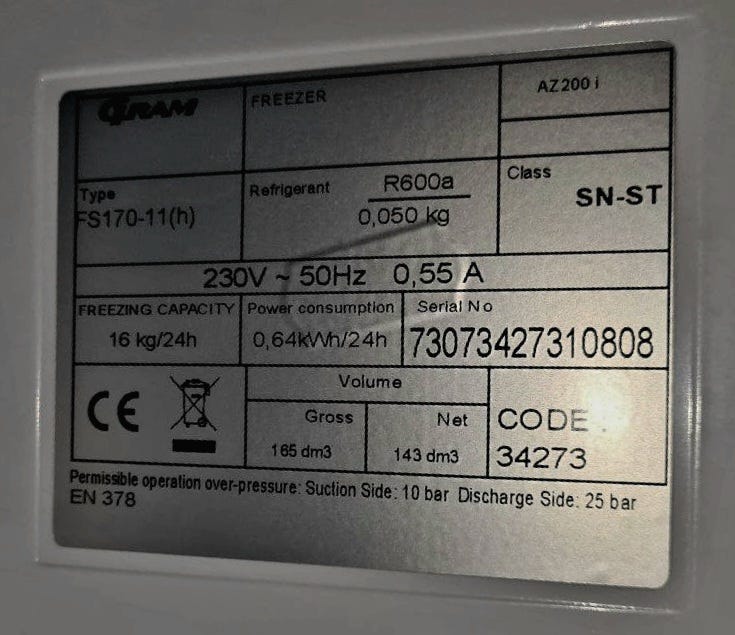 GRAM
FREEZER
AZ200 i
Type
FS170-11(h)
Refrigerant
R600a
0,050 kg
Class
SN-ST
230V ~ 50Hz 0,55 A
FREEZING CAPACITY
16 kg/24h
Power consumption
0,64kWh/24h
Serial No
73073427310808
CE
Volume
Gross
165 dm3
Net
143 dm3
CODE.
34273
Permissible operation over-pressure: Suction Side: 10 bar Discharge Side: 25 bar
EN 378